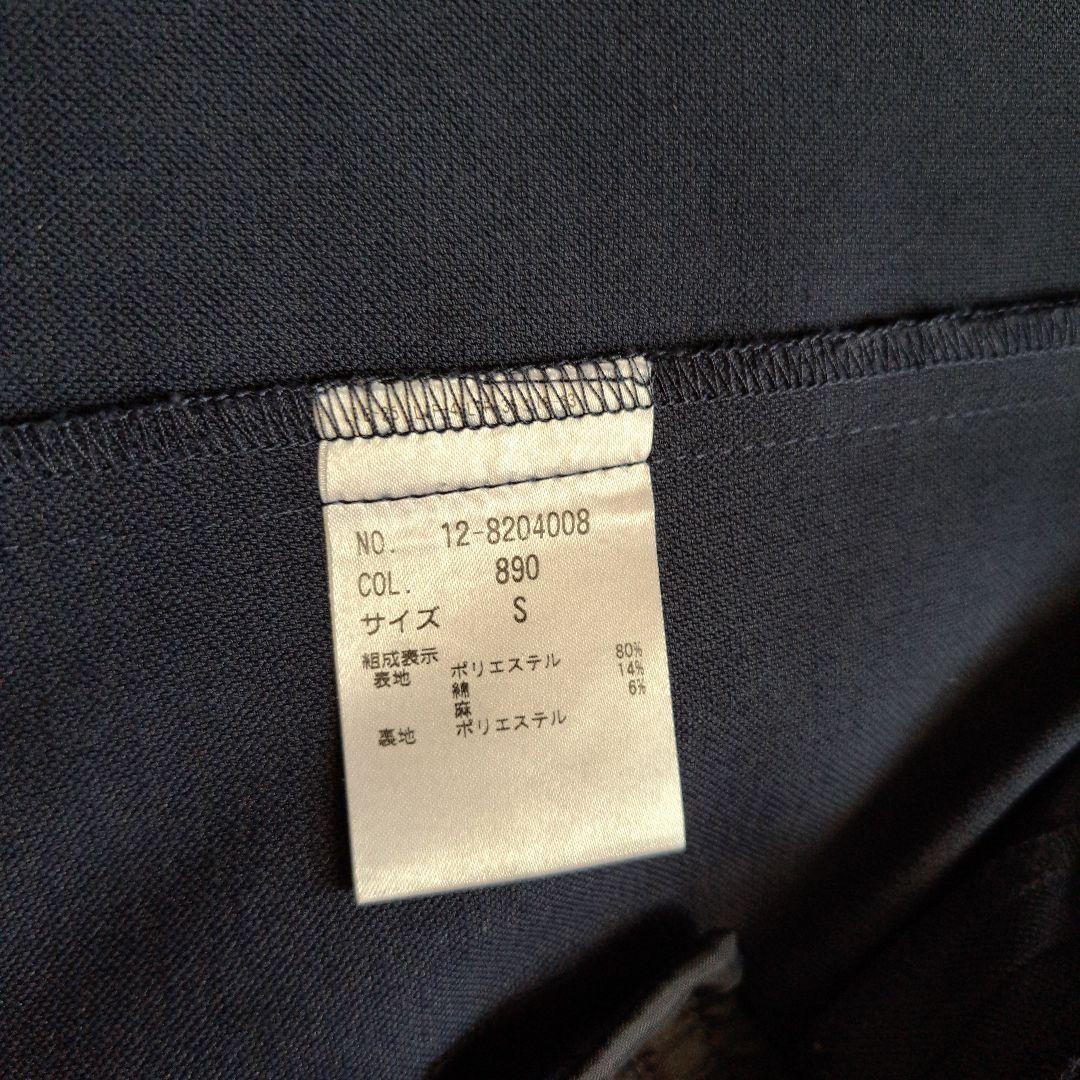 NO. 12-8204008
COL. 890
サイズ S
組成表示
表地 ポリエステル 80%
綿 14%
麻 6%
裏地 ポリエステル